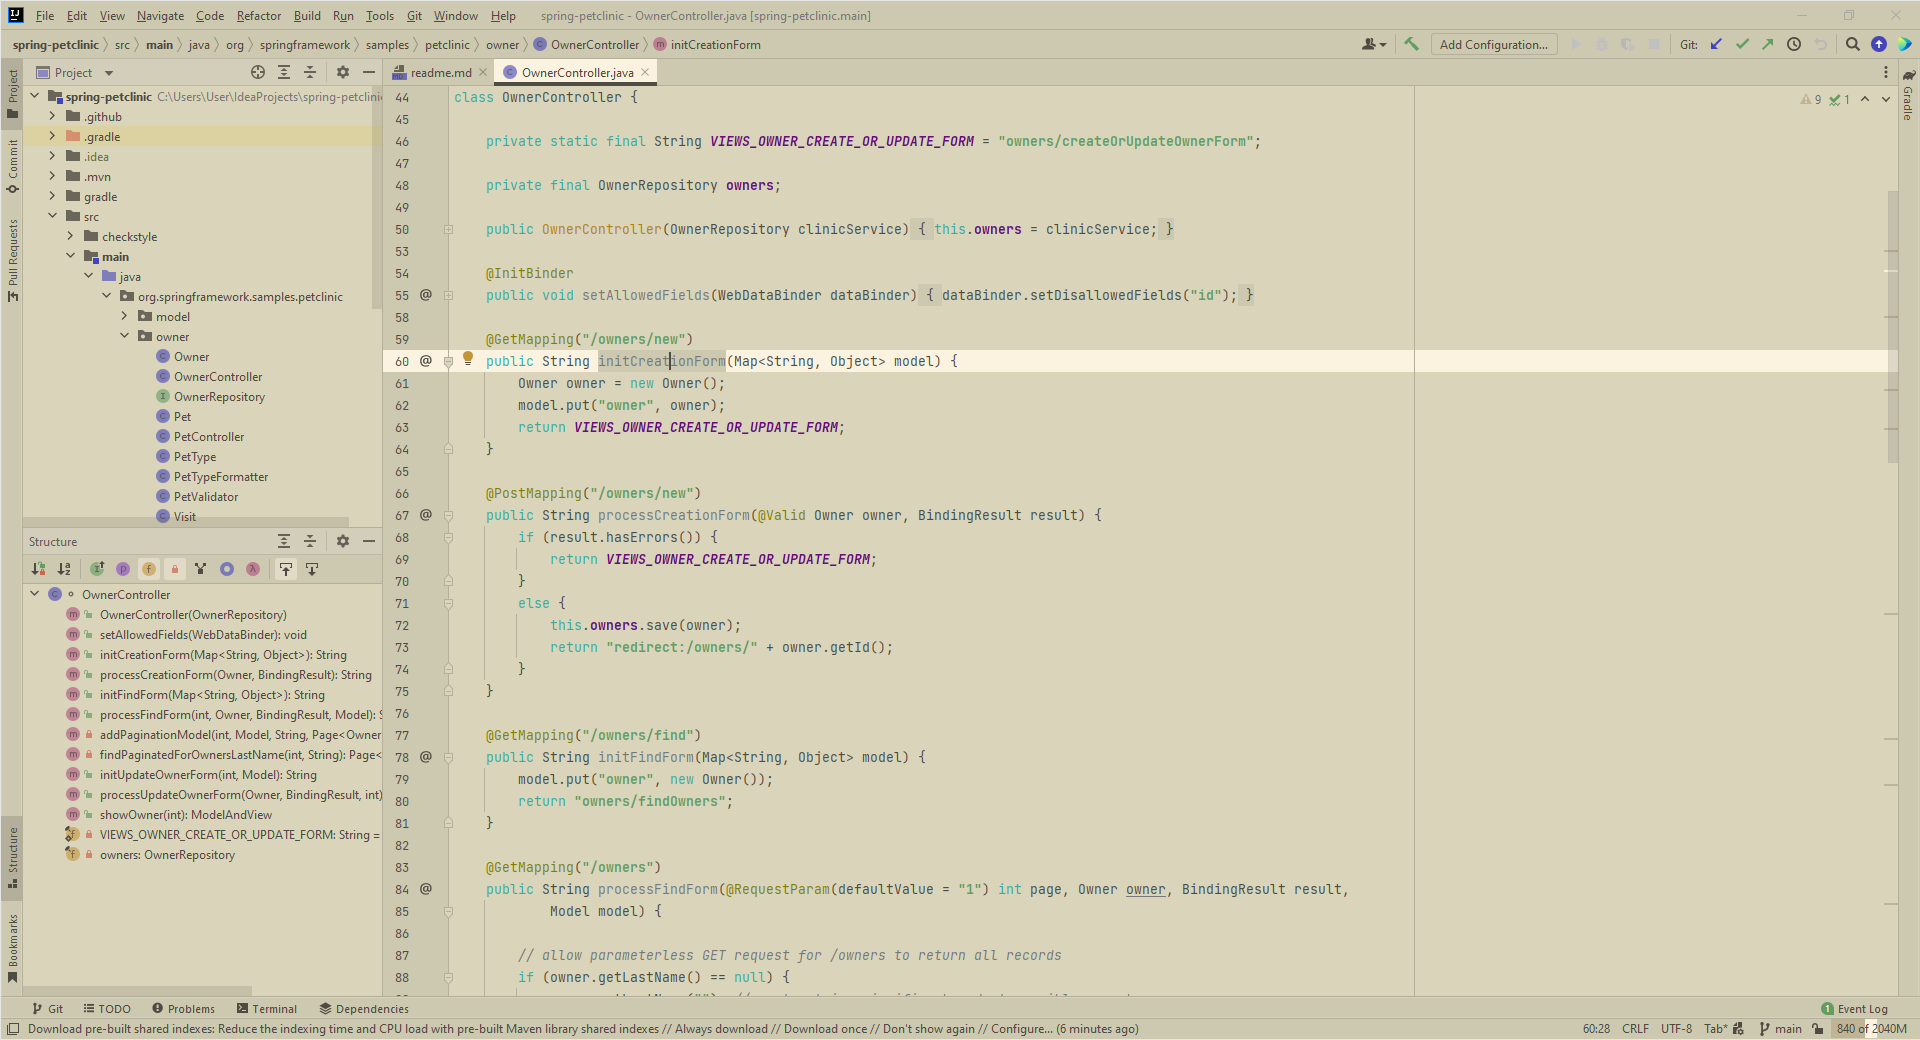 File Edit View Navigate Code Refactor Build Run Tools Git Window Help spring-petclinic - OwnerController.java [spring-petclinic.main]
spring-petclinic src main java org springframework samples petclinic owner OwnerController initCreationForm Add Configuration... Git:
Project
readme.md OwnerController.java
spring-petclinic C:\Users\User\IdeaProjects\spring-petclini
.github
.gradle
.idea
.mvn
gradle
src
checkstyle
main
java
org.springframework.samples.petclinic
model
owner
Owner
OwnerController
OwnerRepository
Pet
PetController
PetType
PetTypeFormatter
PetValidator
Visit
Structure
OwnerController
OwnerController(OwnerRepository)
setAllowedFields(WebDataBinder): void
initCreationForm(Map<String, Object>): String
processCreationForm(Owner, BindingResult): String
initFindForm(Map<String, Object>): String
processFindForm(int, Owner, BindingResult, Model): S
addPaginationModel(int, Model, String, Page<Owner
findPaginatedForOwnersLastName(int, String): Page<
initUpdateOwnerForm(int, Model): String
processUpdateOwnerForm(Owner, BindingResult, int)
showOwner(int): ModelAndView
VIEWS_OWNER_CREATE_OR_UPDATE_FORM: String =
owners: OwnerRepository
Project
Commit
Pull Requests
Structure
Bookmarks
9 1
Gradle
44 class OwnerController {
45
46 private static final String VIEWS_OWNER_CREATE_OR_UPDATE_FORM = "owners/createOrUpdateOwnerForm";
47
48 private final OwnerRepository owners;
49
50 public OwnerController(OwnerRepository clinicService) { this.owners = clinicService; }
53
54 @InitBinder
55 @ public void setAllowedFields(WebDataBinder dataBinder) { dataBinder.setDisallowedFields("id"); }
58
59 @GetMapping("/owners/new")
60 @ public String initCreationForm(Map<String, Object> model) {
61 Owner owner = new Owner();
62 model.put("owner", owner);
63 return VIEWS_OWNER_CREATE_OR_UPDATE_FORM;
64 }
65
66 @PostMapping("/owners/new")
67 @ public String processCreationForm(@Valid Owner owner, BindingResult result) {
68 if (result.hasErrors()) {
69 return VIEWS_OWNER_CREATE_OR_UPDATE_FORM;
70 }
71 else {
72 this.owners.save(owner);
73 return "redirect:/owners/" + owner.getId();
74 }
75 }
76
77 @GetMapping("/owners/find")
78 @ public String initFindForm(Map<String, Object> model) {
79 model.put("owner", new Owner());
80 return "owners/findOwners";
81 }
82
83 @GetMapping("/owners")
84 @ public String processFindForm(@RequestParam(defaultValue = "1") int page, Owner owner, BindingResult result,
85 Model model) {
86
87 // allow parameterless GET request for /owners to return all records
88 if (owner.getLastName() == null) {
Git TODO Problems Terminal Dependencies 1 Event Log
Download pre-built shared indexes: Reduce the indexing time and CPU load with pre-built Maven library shared indexes // Always download // Download once // Don't show again // Configure... (6 minutes ago) 60:28 CRLF UTF-8 Tab* main 840 of 2040M